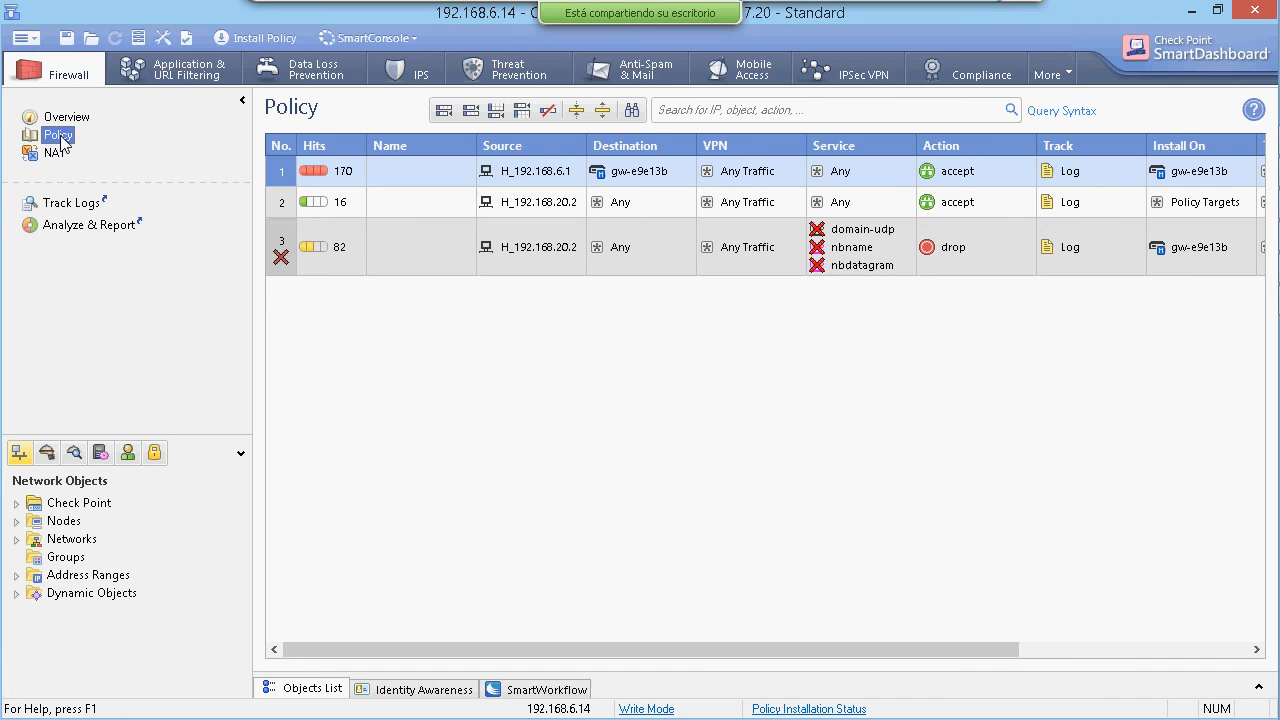 192.168.6.14 - C
Está compartiendo su escritorio
7.20 - Standard
Install Policy
SmartConsole
Check Point
SmartDashboard
Firewall
Application &
URL Filtering
Data Loss
Prevention
IPS
Threat
Prevention
Anti-Spam
& Mail
Mobile
Access
IPSec VPN
Compliance
More
Overview
Policy
NA
Track Logs
Analyze & Report
Policy
Search for IP, object, action, ...
Query Syntax
No. Hits Name Source Destination VPN Service Action Track Install On
1 170 H_192.168.6.1 gw-e9e13b Any Traffic Any accept Log gw-e9e13b
2 16 H_192.168.20.2 Any Any Traffic Any accept Log Policy Targets
3 82 H_192.168.20.2 Any Any Traffic domain-udp drop Log gw-e9e13b
nbname
nbdatagram
Network Objects
Check Point
Nodes
Networks
Groups
Address Ranges
Dynamic Objects
Objects List
Identity Awareness
SmartWorkflow
For Help, press F1
192.168.6.14
Write Mode
Policy Installation Status
NUM